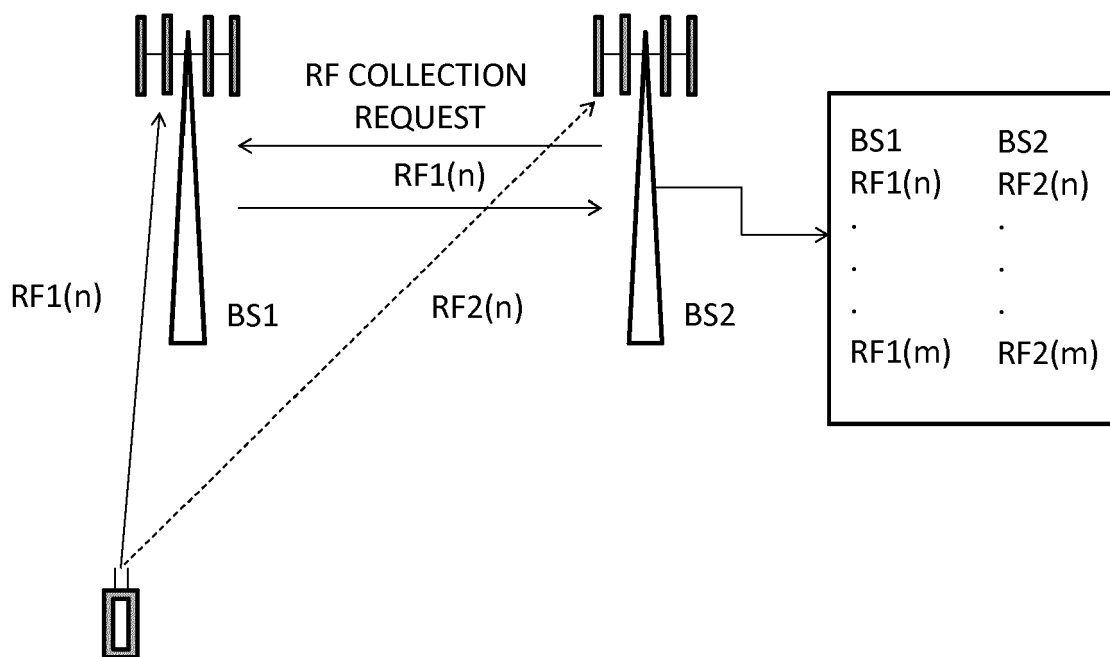 RF COLLECTION
REQUEST
RF1(n)
RF1(n)
BS1
RF2(n)
BS2
BS1 BS2
RF1(n) RF2(n)
. .
. .
. .
RF1(m) RF2(m)